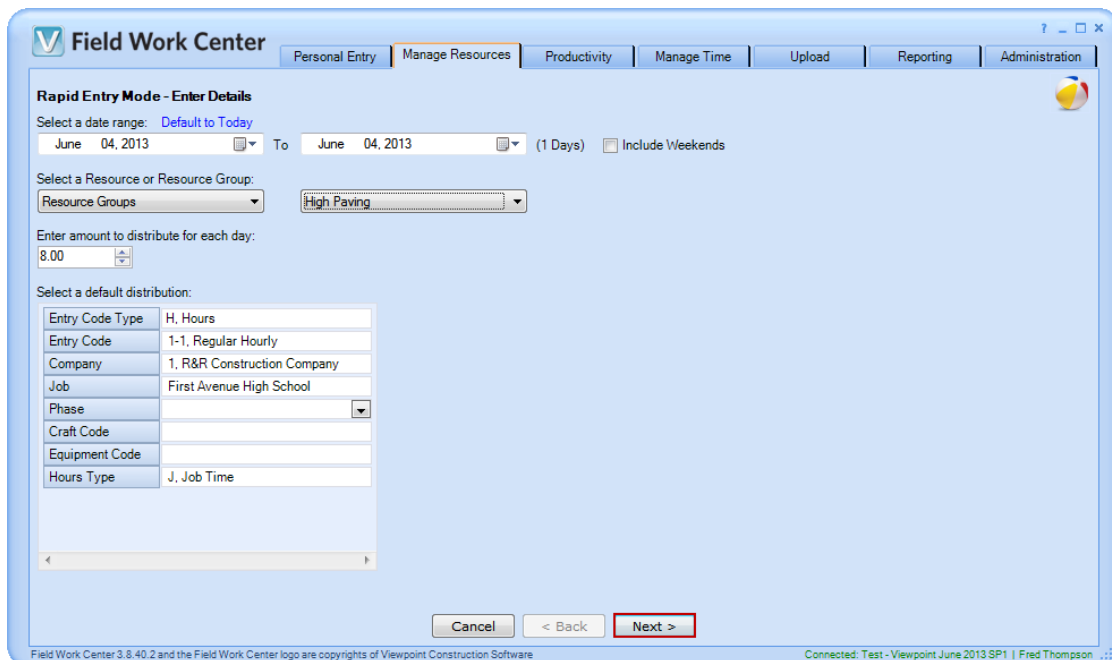 Field Work Center
Personal Entry Manage Resources Productivity Manage Time Upload Reporting Administration
Rapid Entry Mode - Enter Details
Select a date range: Default to Today
June 04, 2013 To June 04, 2013 (1 Days) Include Weekends
Select a Resource or Resource Group:
Resource Groups High Paving
Enter amount to distribute for each day:
8.00
Select a default distribution:
Entry Code Type H, Hours
Entry Code 1-1, Regular Hourly
Company 1, R&R Construction Company
Job First Avenue High School
Phase
Craft Code
Equipment Code
Hours Type J, Job Time
Cancel < Back Next >
Field Work Center 3.8.40.2 and the Field Work Center logo are copyrights of Viewpoint Construction Software Connected: Test - Viewpoint June 2013 SP1 | Fred Thompson